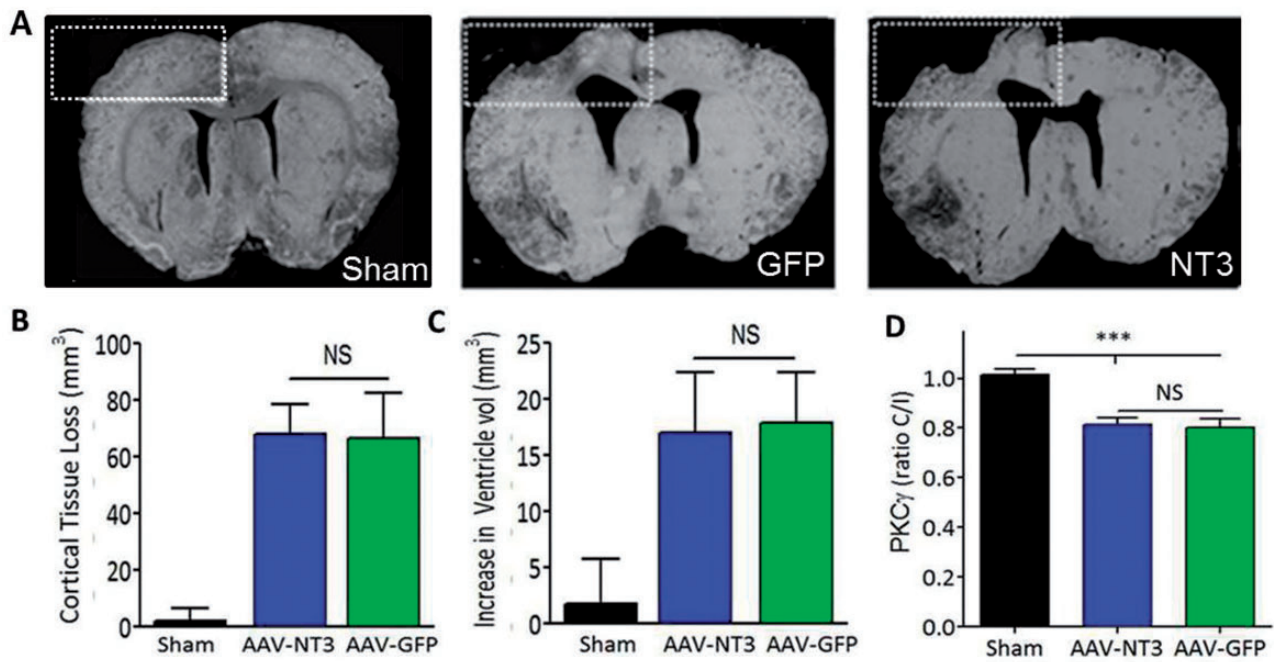 A
Sham
GFP
NT3
B
Cortical Tissue Loss (mm³)
100
80
60
40
20
0
NS
Sham
AAV-NT3
AAV-GFP
C
Increase in Ventricle vol (mm³)
25
20
15
10
5
0
NS
Sham
AAV-NT3
AAV-GFP
D
PKCγ (ratio C/I)
1.0
0.8
0.6
0.4
0.2
0.0
***
NS
Sham
AAV-NT3
AAV-GFP